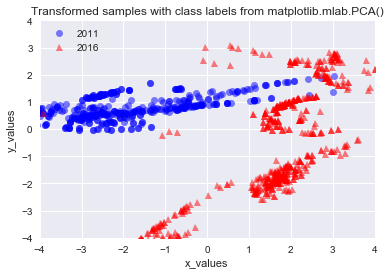 Transformed samples with class labels from matplotlib.mlab.PCA()
4
3
2
1
0
−1
−2
−3
−4
y_values
2011
2016
−4 −3 −2 −1 0 1 2 3 4
x_values